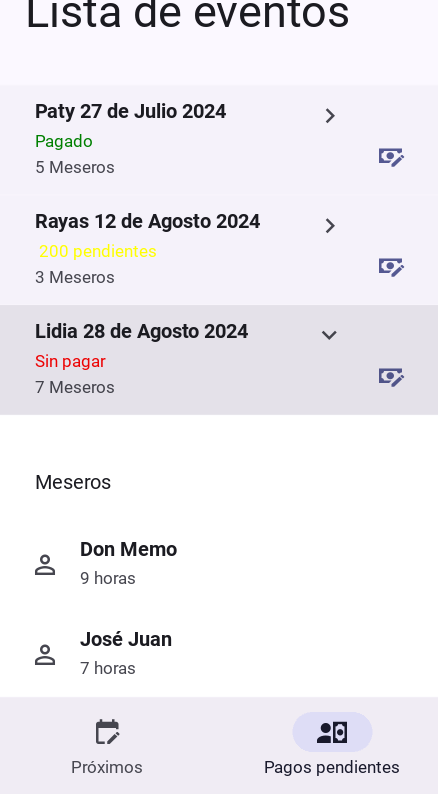 Lista de eventos
Paty 27 de Julio 2024
Pagado
5 Meseros
Rayas 12 de Agosto 2024
200 pendientes
3 Meseros
Lidia 28 de Agosto 2024
Sin pagar
7 Meseros
Meseros
Don Memo
9 horas
José Juan
7 horas
Próximos
Pagos pendientes